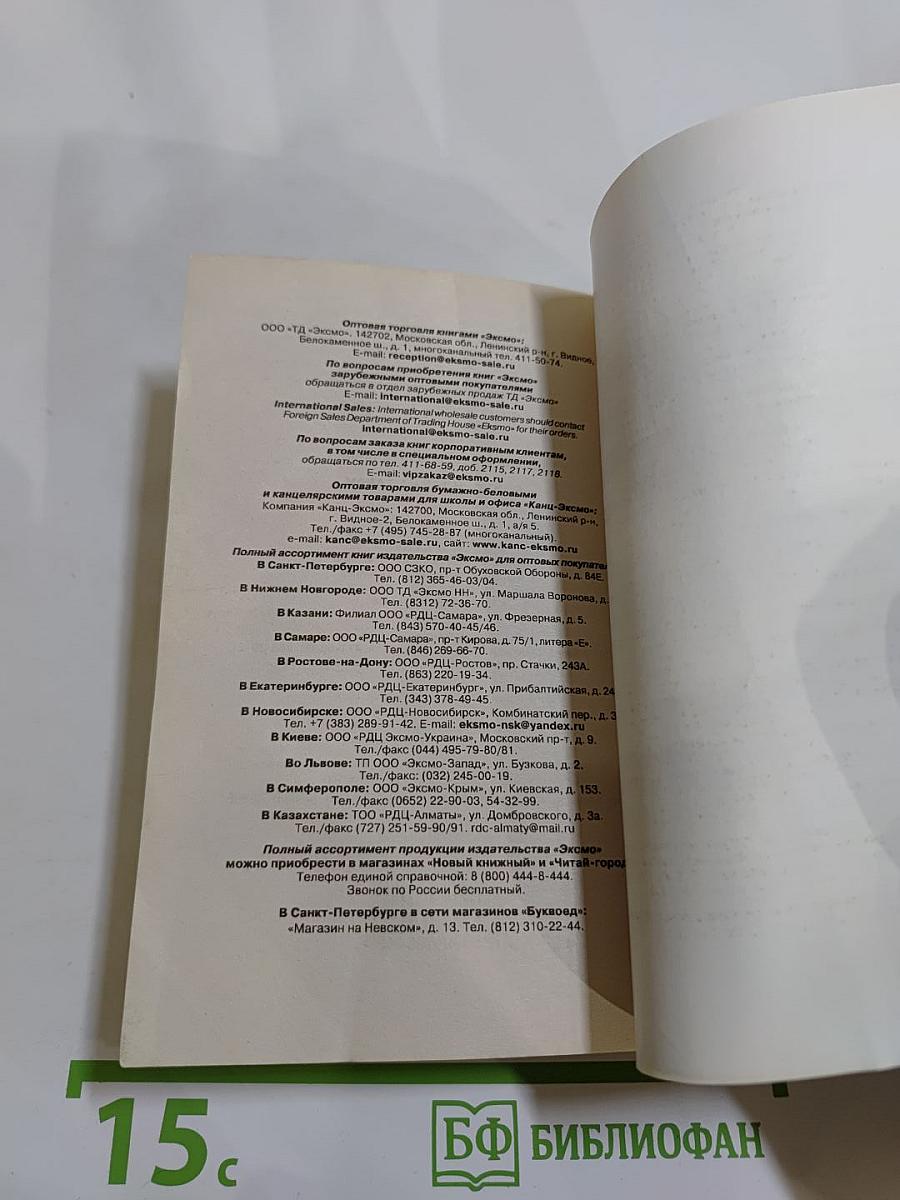 Оптовая торговля книгами «Эксмо»:
ООО «ТД «Эксмо». 142702, Московская обл., Ленинский р-н, г. Видное,
Белокаменное ш., д. 1, многоканальный тел. 411-50-74.
E-mail: reception@eksmo-sale.ru
По вопросам приобретения книг «Эксмо»
зарубежными оптовыми покупателями
обращаться в отдел зарубежных продаж ТД «Эксмо»
E-mail: international@eksmo-sale.ru
International Sales: International wholesale customers should contact
Foreign Sales Department of Trading House «Eksmo» for their orders.
international@eksmo-sale.ru
По вопросам заказа книг корпоративным клиентам,
в том числе в специальном оформлении,
обращаться по тел. 411-68-59, доб. 2115, 2117, 2118.
E-mail: vipzakaz@eksmo.ru
Оптовая торговля бумажно-беловыми
и канцелярскими товарами для школы и офиса «Канц-Эксмо»:
Компания «Канц-Эксмо»: 142700, Московская обл., Ленинский р-н,
г. Видное-2, Белокаменное ш., д. 1, а/я 5.
Тел./факс +7 (495) 745-28-87 (многоканальный).
e-mail: kanc@eksmo-sale.ru, сайт: www.kanc-eksmo.ru
Полный ассортимент книг издательства «Эксмо» для оптовых
В Санкт-Петербурге: ООО СЗКО, пр-т Обуховской Обороны, д. 84Е.
Тел. (812) 365-46-03/04.
В Нижнем Новгороде: ООО ТД «Эксмо НН», ул. Маршала Воронова, д.
Тел. (8312) 72-36-70.
В Казани: Филиал ООО «РДЦ-Самара», ул. Фрезерная, д. 5.
Тел. (843) 570-40-45/46.
В Самаре: ООО «РДЦ-Самара», пр-т Кирова, д. 75/1, литера «Е».
Тел. (846) 269-66-70.
В Ростове-на-Дону: ООО «РДЦ-Ростов», пр. Стачки, 243А.
Тел. (863) 220-19-34.
В Екатеринбурге: ООО «РДЦ-Екатеринбург», ул. Прибалтийская, д.
Тел. (343) 378-49-45.
В Новосибирске: ООО «РДЦ-Новосибирск», Комбинатский пер., д. 3
Тел. +7 (383) 289-91-42. E-mail: eksmo-nsk@yandex.ru
В Киеве: ООО «РДЦ Эксмо-Украина», Московский пр-т, д. 9.
Тел./факс (044) 495-79-80/81.
Во Львове: ТП ООО «Эксмо-Запад», ул. Бузкова, д. 2.
Тел./факс: (032) 245-00-19.
В Симферополе: ООО «Эксмо-Крым», ул. Киевская, д. 153.
Тел./факс (0652) 22-90-03, 54-32-99.
В Казахстане: ТОО «РДЦ-Алматы», ул. Домбровского, д. 3а.
Тел./факс (727) 251-59-90/91. rdc-almaty@mail.ru
Полный ассортимент продукции издательства «Эксмо»
можно приобрести в магазинах «Новый книжный» и «Читай-город
Телефон единой справочной: 8 (800) 444-8-444.
Звонок по России бесплатный.
В Санкт-Петербурге в сети магазинов «Буквоед»:
«Магазин на Невском», д. 13. Тел. (812) 310-22-44.
15 с
БФ БИБЛИОФАН